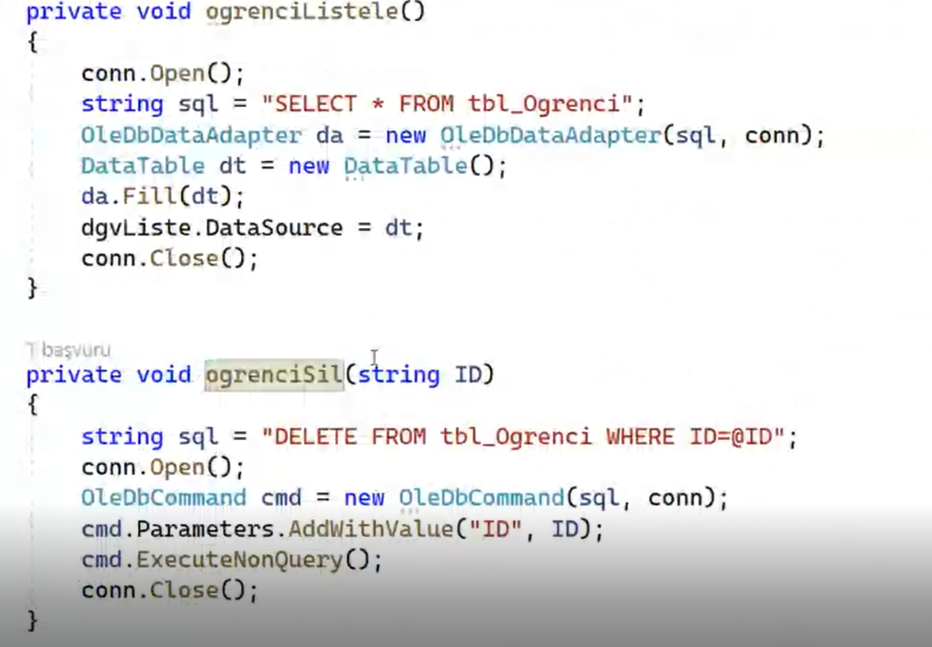 private void ogrenciListele()
{
conn.Open();
string sql = "SELECT * FROM tbl_Ogrenci";
OleDbDataAdapter da = new OleDbDataAdapter(sql, conn);
DataTable dt = new DataTable();
da.Fill(dt);
dgvListe.DataSource = dt;
conn.Close();
}
1 başvuru
private void ogrenciSil(string ID)
{
string sql = "DELETE FROM tbl_Ogrenci WHERE ID=@ID";
conn.Open();
OleDbCommand cmd = new OleDbCommand(sql, conn);
cmd.Parameters.AddWithValue("ID", ID);
cmd.ExecuteNonQuery();
conn.Close();
}